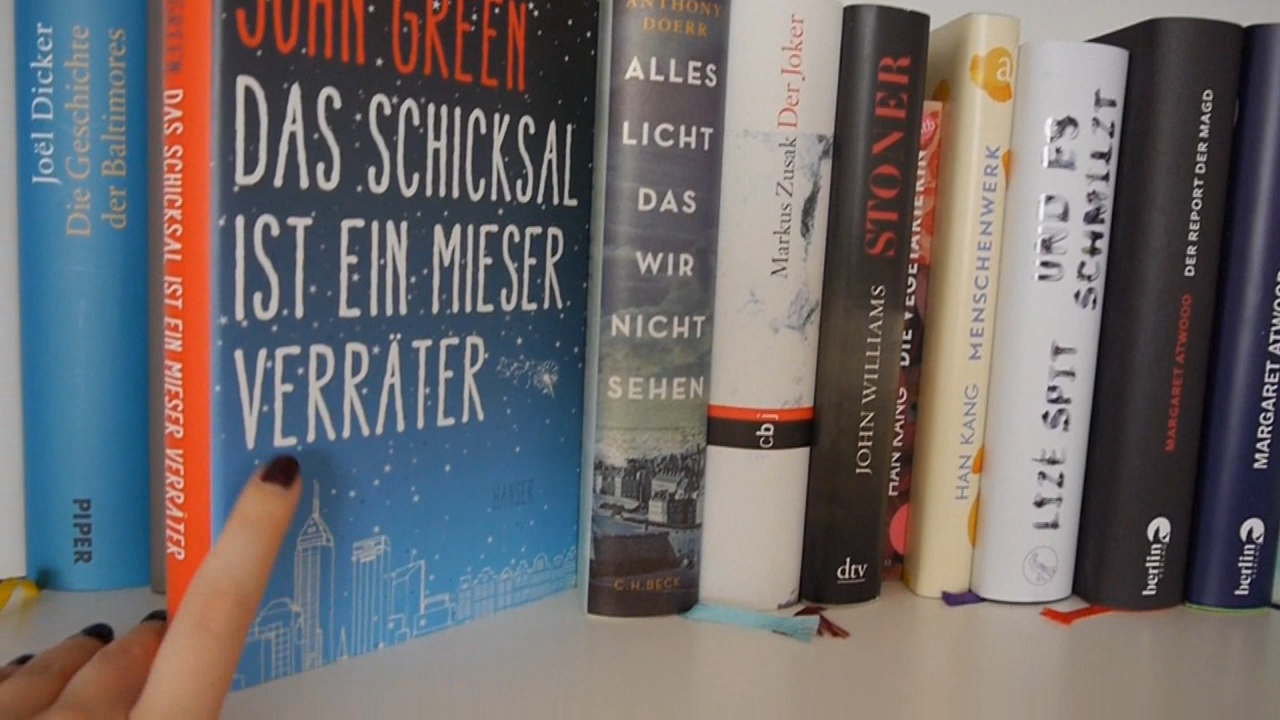 Joël Dicker
Die Geschichte
der Baltimores
PIPER
DAS SCHICKSAL IST EIN MIESER VERRÄTER
JOHN GREEN
DAS SCHICKSAL
IST EIN MIESER
VERRÄTER
HANSER
ANTHONY
DOERR
ALLES
LICHT
DAS
WIR
NICHT
SEHEN
C.H.BECK
Markus Zusak Der Joker
cbj
JOHN WILLIAMS STONER
dtv
HAN KANG DIE VEGETARIERIN
HAN KANG MENSCHENWERK
a
LIZE SPIT UND ES
SCHMILZT
MARGARET ATWOOD DER REPORT DER MAGD
berlin
MARGARET ATWOOD
berlin